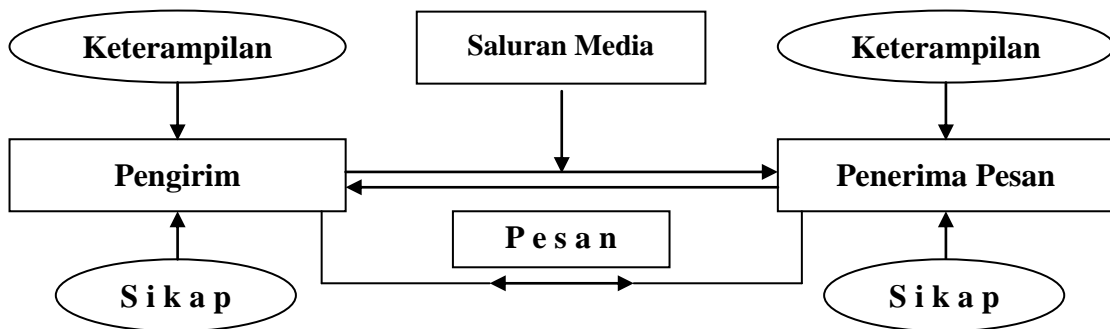 Keterampilan
Saluran Media
Keterampilan
Pengirim
Penerima Pesan
P e s a n
S i k a p
S i k a p